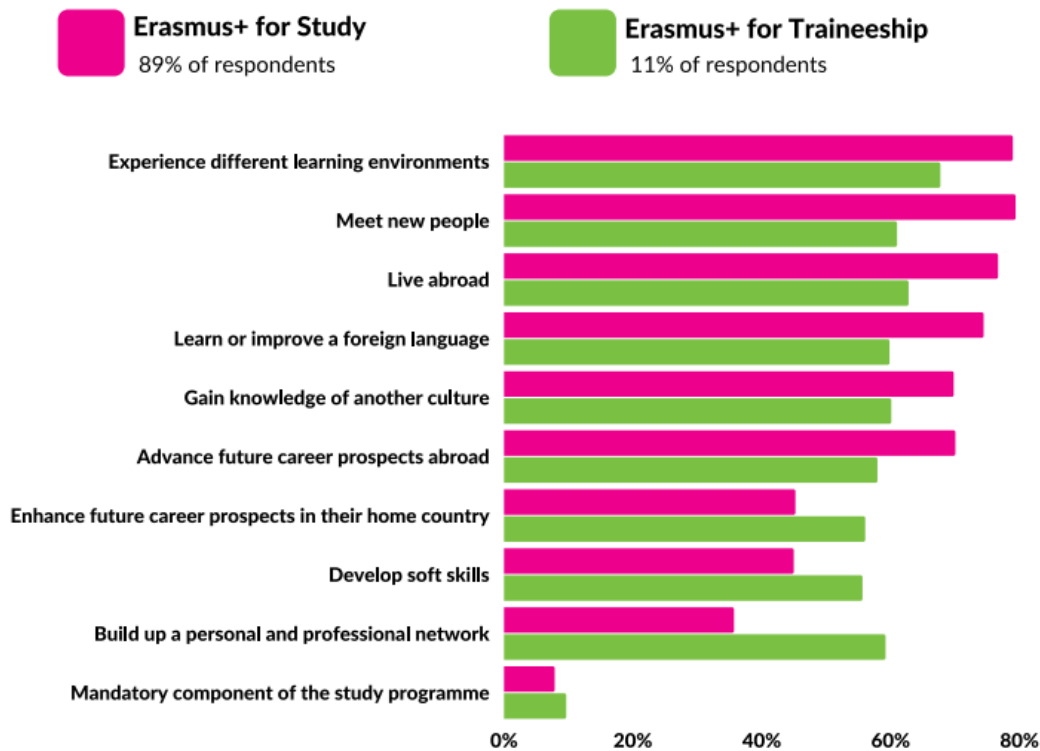 Erasmus+ for Study
89% of respondents
Erasmus+ for Traineeship
11% of respondents
Experience different learning environments
Meet new people
Live abroad
Learn or improve a foreign language
Gain knowledge of another culture
Advance future career prospects abroad
Enhance future career prospects in their home country
Develop soft skills
Build up a personal and professional network
Mandatory component of the study programme
0% 20% 40% 60% 80%